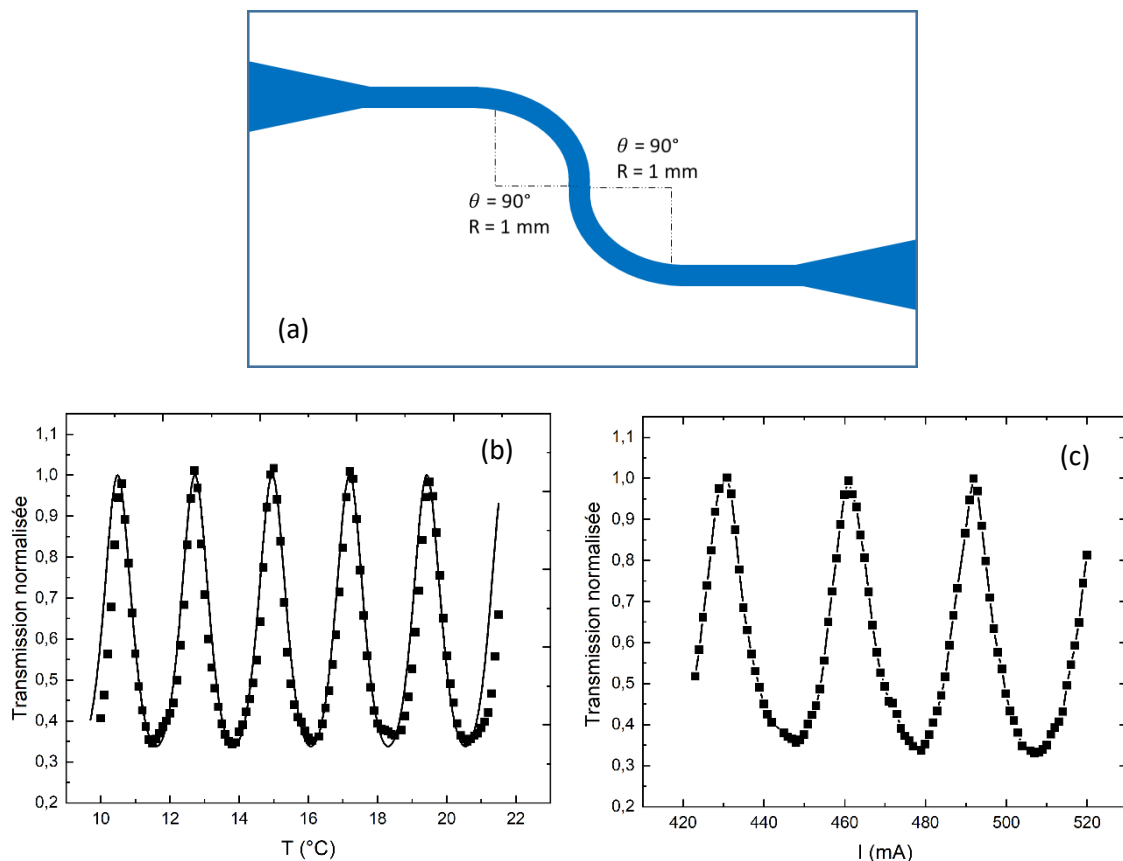 θ = 90°
R = 1 mm
θ = 90°
R = 1 mm
(a)
1,1
1,0
0,9
0,8
0,7
0,6
0,5
0,4
0,3
0,2
Transmission normalisée
(b)
10 12 14 16 18 20 22
T (°C)
1,1
1,0
0,9
0,8
0,7
0,6
0,5
0,4
0,3
0,2
Transmission normalisée
(c)
420 440 460 480 500 520
I (mA)